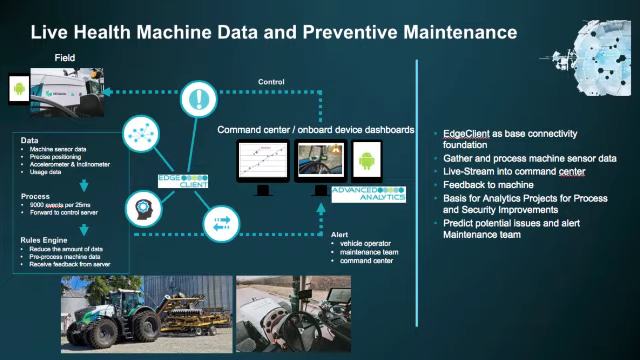 Live Health Machine Data and Preventive Maintenance
Field
Control
Command center / onboard device dashboards
Data
• Machine sensor data
• Precise positioning
• Accelerometer & Inclinometer
• Usage data
Process
• 9000 events per 25ms
• Forward to control server
Rules Engine
• Reduce the amount of data
• Pre-process machine data
• Receive feedback from server
EDGE
CLIENT
ADVANCED
ANALYTICS
Alert
• vehicle operator
• maintenance team
• command center
• EdgeClient as base connectivity
foundation
• Gather and process machine sensor data
• Live-Stream into command center
• Feedback to machine
• Basis for Analytics Projects for Process
and Security Improvements
• Predict potential issues and alert
Maintenance team